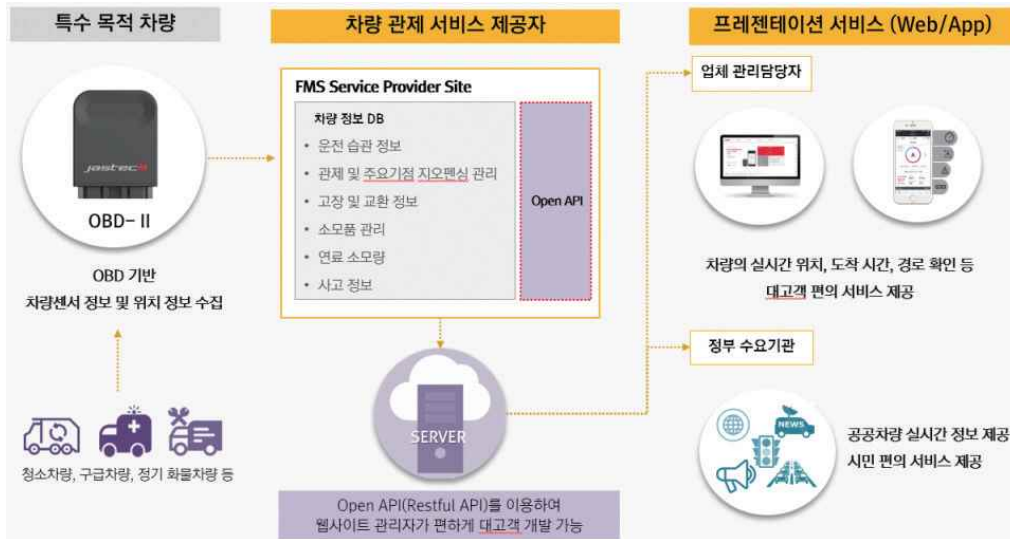 특수 목적 차량
차량 관제 서비스 제공자
프레젠테이션 서비스 (Web/App)
jastec
OBD- II
OBD 기반
차량센서 정보 및 위치 정보 수집
청소차량, 구급차량, 정기 화물차량 등
FMS Service Provider Site
차량 정보 DB
• 운전 습관 정보
• 관제 및 주요기점 지오펜싱 관리
• 고장 및 교환 정보
• 소모품 관리
• 연료 소모량
• 사고 정보
Open API
SERVER
Open API(Restful API)를 이용하여
웹사이트 관리자가 편하게 대고객 개발 가능
업체 관리담당자
차량의 실시간 위치, 도착 시간, 경로 확인 등
대고객 편의 서비스 제공
정부 수요기관
NEWS
공공차량 실시간 정보 제공
시민 편의 서비스 제공